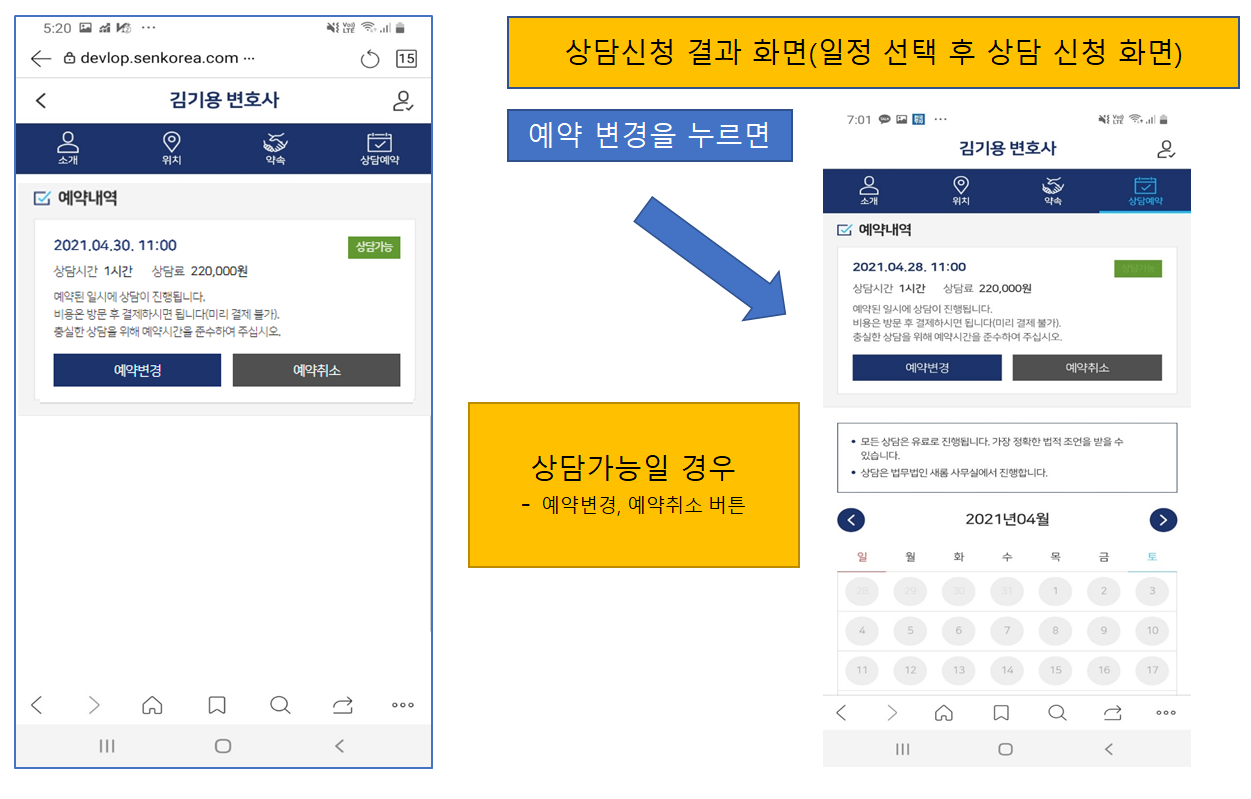 5:20
devlop.senkorea.com ···
15
김기용 변호사
소개
위치
약속
상담예약
예약내역
2021.04.30. 11:00
상담가능
상담시간 1시간 상담료 220,000원
예약된 일시에 상담이 진행됩니다.
비용은 방문 후 결제하시면 됩니다(미리 결제 불가).
충실한 상담을 위해 예약시간을 준수하여 주십시오.
예약변경
예약취소
상담신청 결과 화면(일정 선택 후 상담 신청 화면)
예약 변경을 누르면
상담가능일 경우
- 예약변경, 예약취소 버튼
7:01
김기용 변호사
소개
위치
약속
상담예약
예약내역
2021.04.28. 11:00
상담가능
상담시간 1시간 상담료 220,000원
예약된 일시에 상담이 진행됩니다.
비용은 방문 후 결제하시면 됩니다(미리 결제 불가).
충실한 상담을 위해 예약시간을 준수하여 주십시오.
예약변경
예약취소
• 모든 상담은 유료로 진행됩니다. 가장 정확한 법적 조언을 받을 수
있습니다.
• 상담은 법무법인 새롬 사무실에서 진행합니다.
2021년04월
일 월 화 수 목 금 토
28 29 30 31 1 2 3
4 5 6 7 8 9 10
11 12 13 14 15 16 17